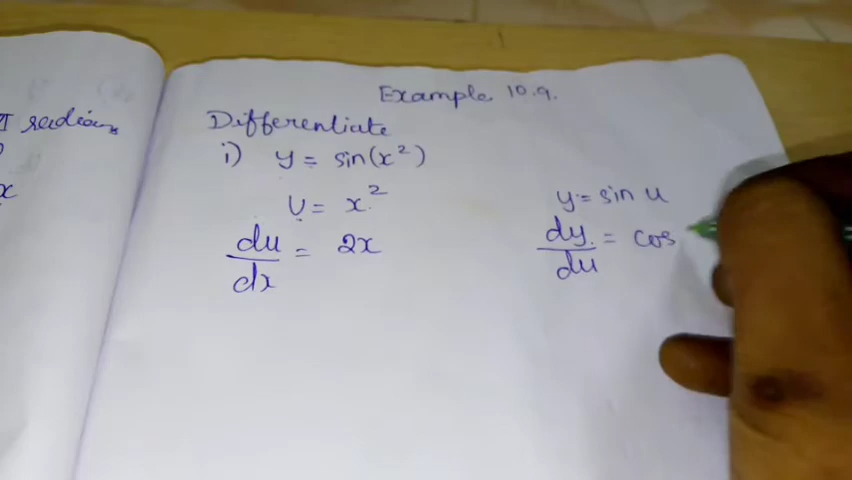 Example 10.9.
Differentiate
i) y = sin(x²)
U = x²
du/dx = 2x
y = sin u
dy/du = cos
x